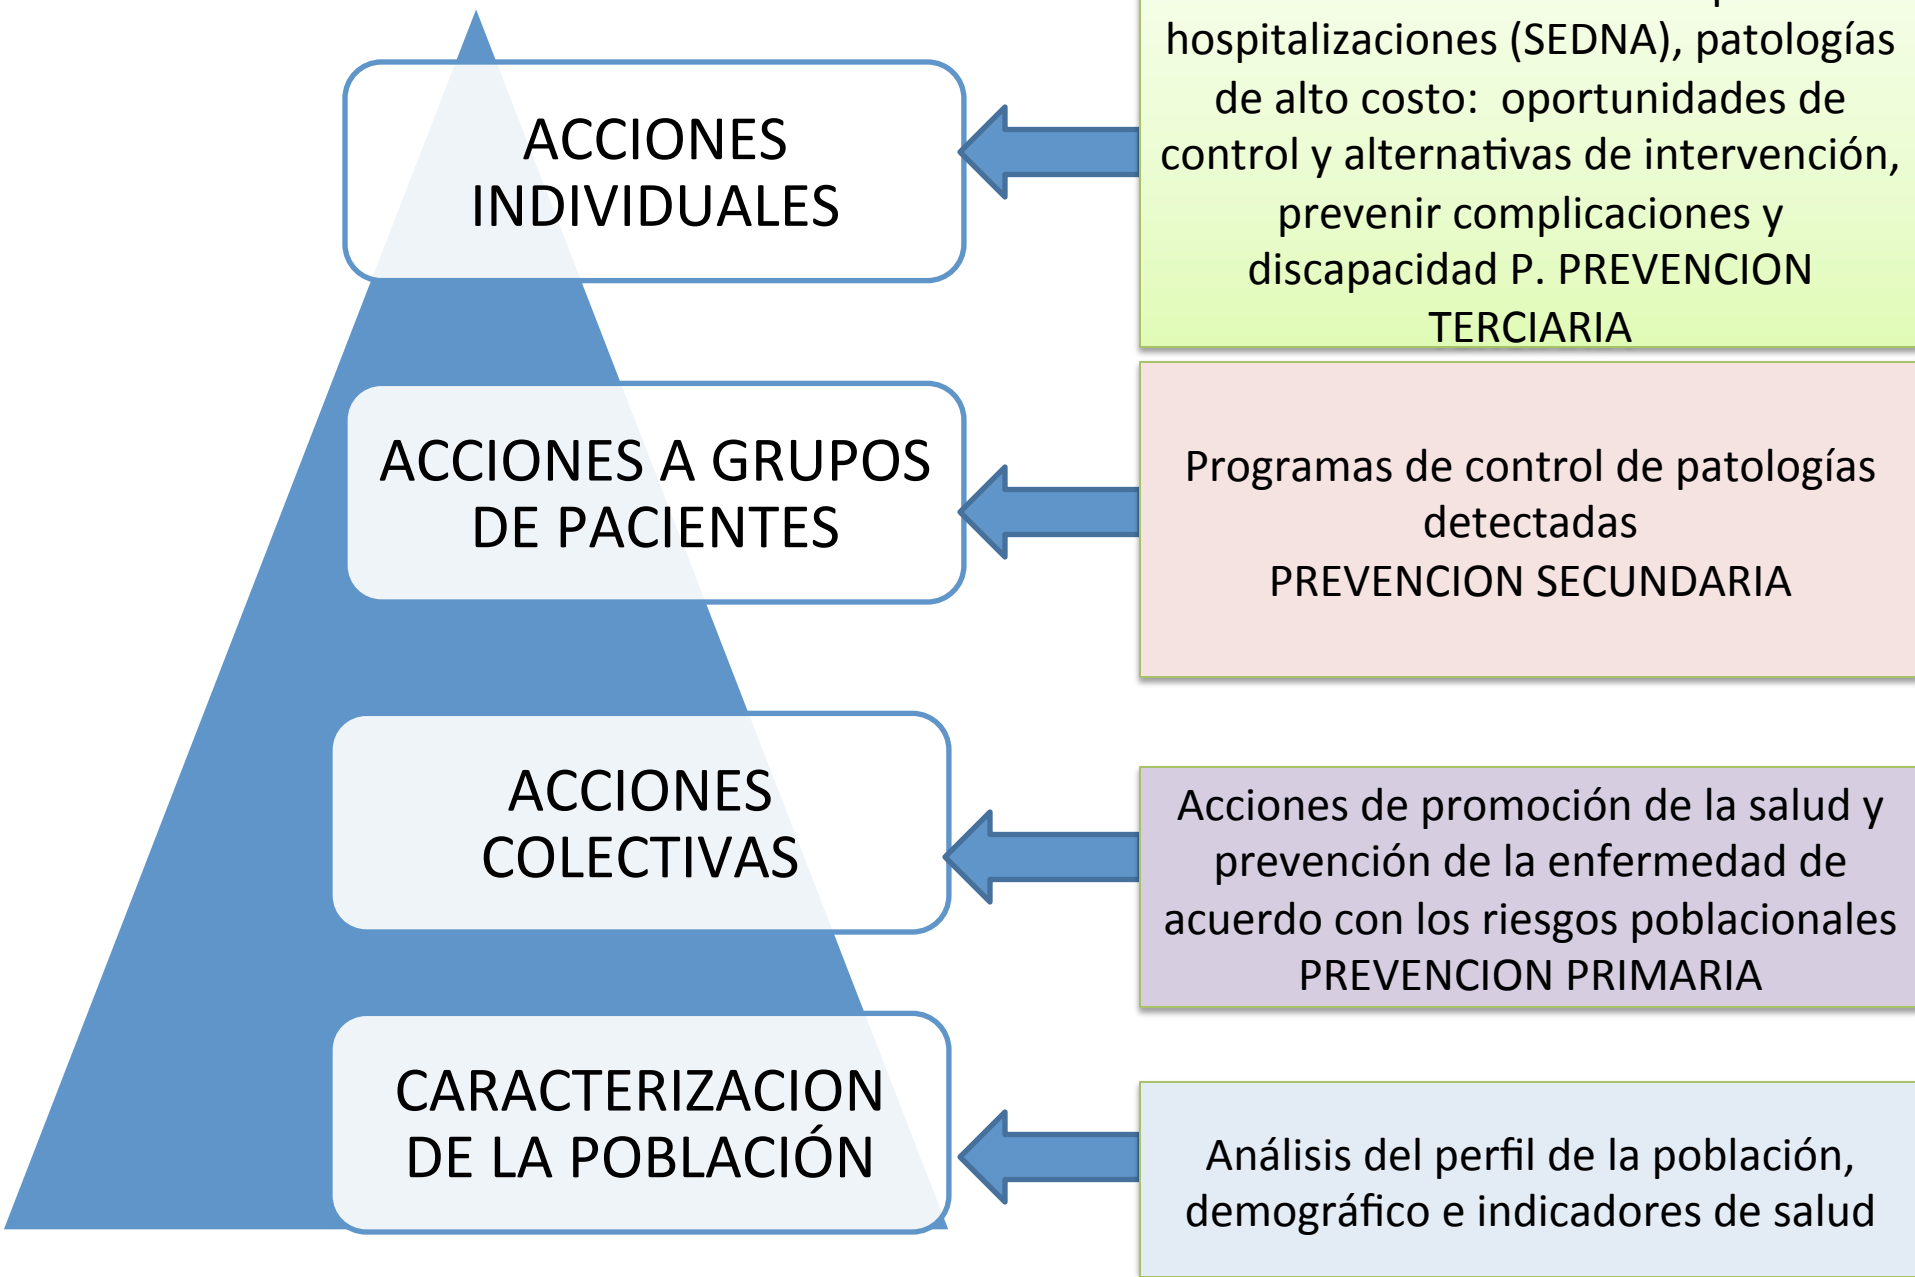 ACCIONES
INDIVIDUALES
hospitalizaciones (SEDNA), patologías
de alto costo: oportunidades de
control y alternativas de intervención,
prevenir complicaciones y
discapacidad P. PREVENCION
TERCIARIA
ACCIONES A GRUPOS
DE PACIENTES
Programas de control de patologías
detectadas
PREVENCION SECUNDARIA
ACCIONES
COLECTIVAS
Acciones de promoción de la salud y
prevención de la enfermedad de
acuerdo con los riesgos poblacionales
PREVENCION PRIMARIA
CARACTERIZACION
DE LA POBLACIÓN
Análisis del perfil de la población,
demográfico e indicadores de salud